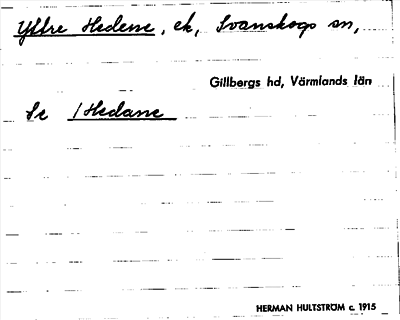 Yttre Hedene, ek, Svanskogs sn,
Gillbergs hd, Värmlands län
Se /Hedane
HERMAN HULTSTRÖM c. 1915